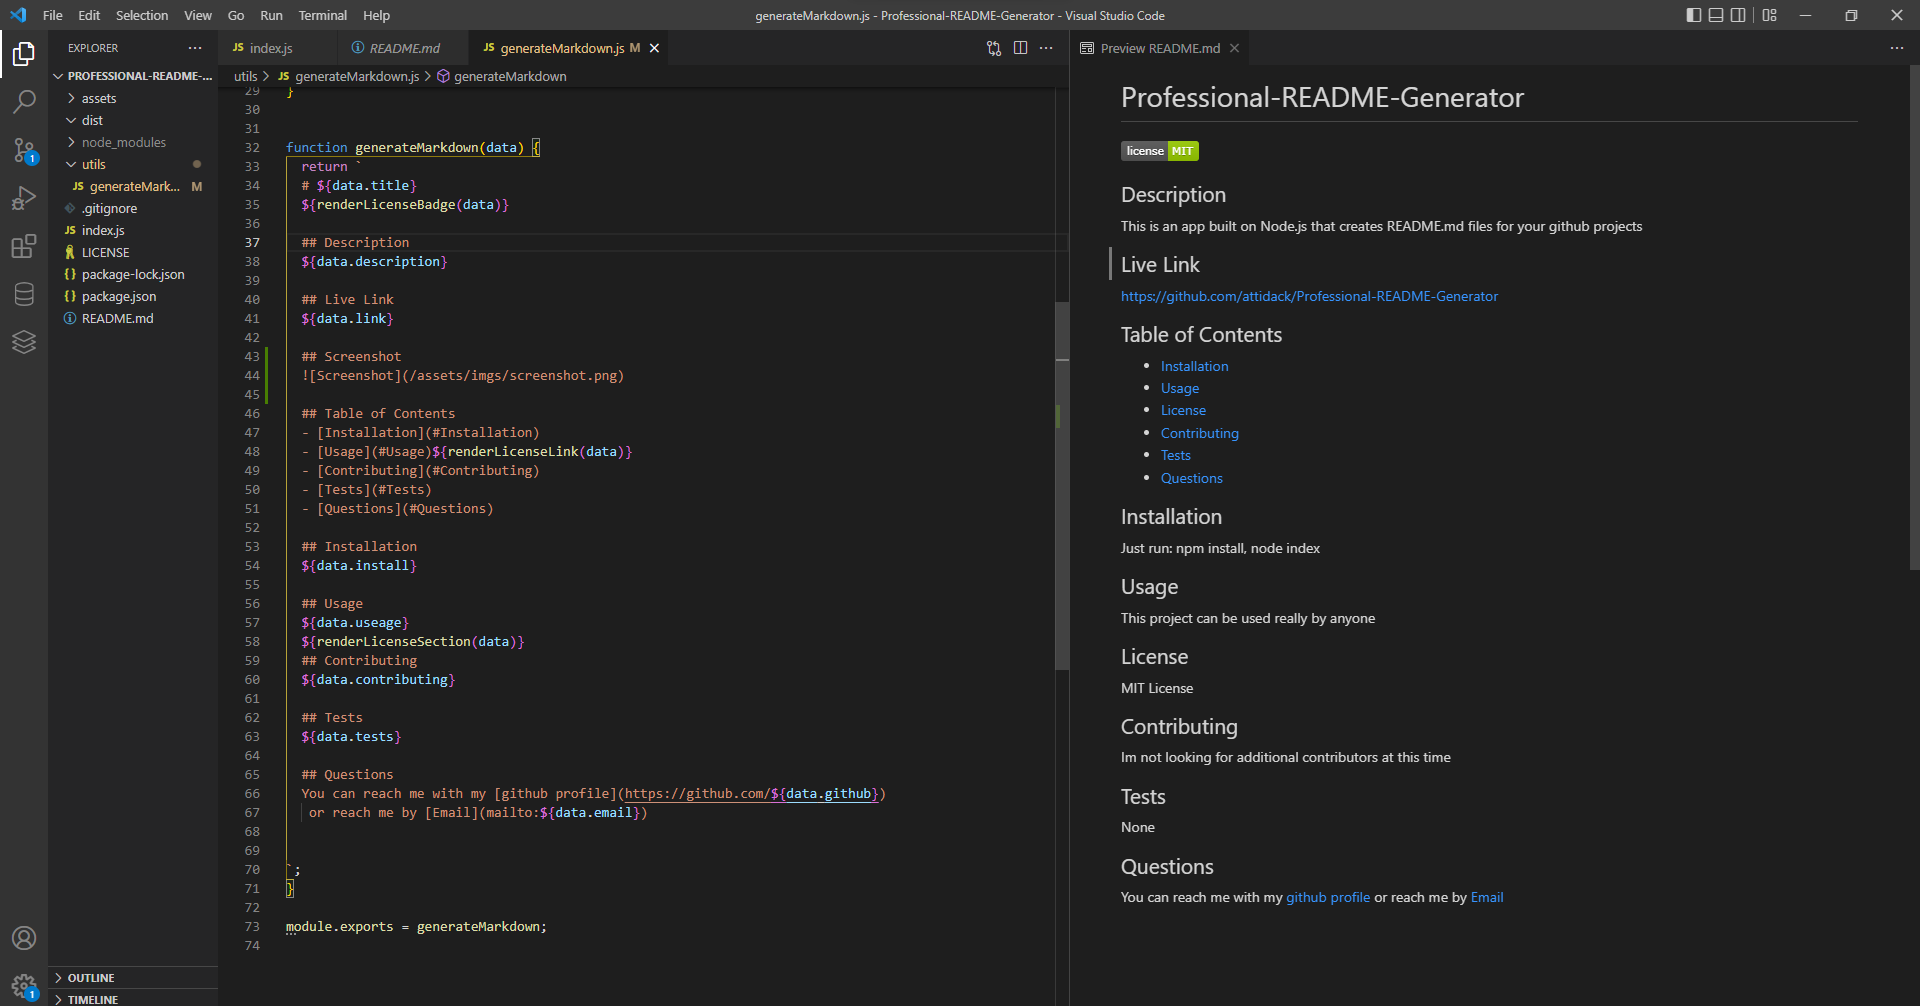 File Edit Selection View Go Run Terminal Help
generateMarkdown.js - Professional-README-Generator - Visual Studio Code
EXPLORER
PROFESSIONAL-README-...
assets
dist
node_modules
utils
JS generateMark... M
.gitignore
JS index.js
LICENSE
{} package-lock.json
{} package.json
README.md
OUTLINE
TIMELINE
1
1
JS index.js
README.md
JS generateMarkdown.js M
utils > JS generateMarkdown.js > generateMarkdown
29 }
30
31
32 function generateMarkdown(data) {
33 return `
34 # ${data.title}
35 ${renderLicenseBadge(data)}
36
37 ## Description
38 ${data.description}
39
40 ## Live Link
41 ${data.link}
42
43 ## Screenshot
44 ![Screenshot](/assets/imgs/screenshot.png)
45
46 ## Table of Contents
47 - [Installation](#Installation)
48 - [Usage](#Usage)${renderLicenseLink(data)}
49 - [Contributing](#Contributing)
50 - [Tests](#Tests)
51 - [Questions](#Questions)
52
53 ## Installation
54 ${data.install}
55
56 ## Usage
57 ${data.useage}
58 ${renderLicenseSection(data)}
59 ## Contributing
60 ${data.contributing}
61
62 ## Tests
63 ${data.tests}
64
65 ## Questions
66 You can reach me with my [github profile](https://github.com/${data.github})
67 or reach me by [Email](mailto:${data.email})
68
69
70 `;
71 }
72
73 module.exports = generateMarkdown;
74
Preview README.md
Professional-README-Generator
license MIT
Description
This is an app built on Node.js that creates README.md files for your github projects
Live Link
https://github.com/attidack/Professional-README-Generator
Table of Contents
• Installation
• Usage
• License
• Contributing
• Tests
• Questions
Installation
Just run: npm install, node index
Usage
This project can be used really by anyone
License
MIT License
Contributing
Im not looking for additional contributors at this time
Tests
None
Questions
You can reach me with my github profile or reach me by Email